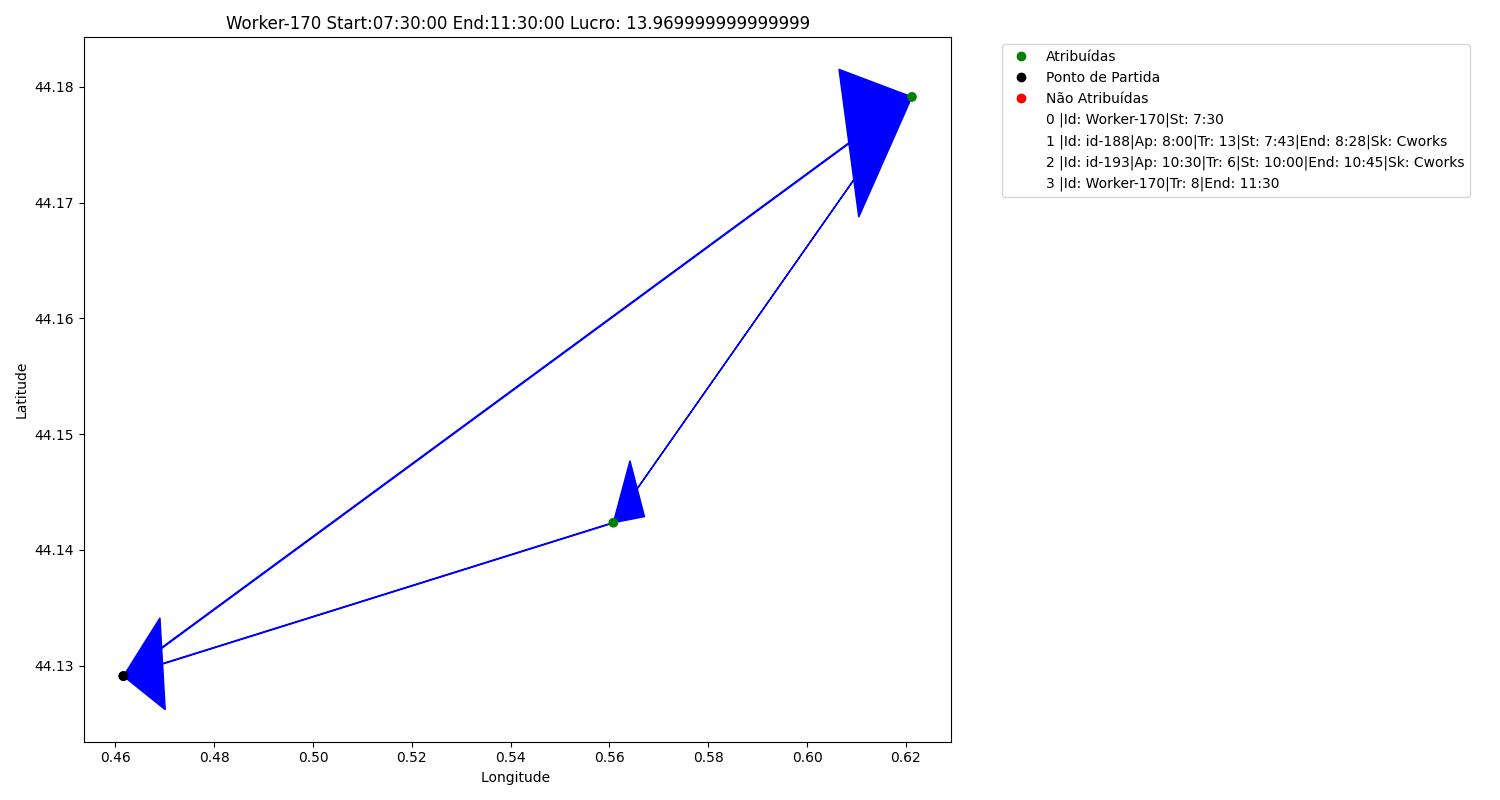 Worker-170 Start:07:30:00 End:11:30:00 Lucro: 13.969999999999999
Atribuídas
Ponto de Partida
Não Atribuídas
0 |Id: Worker-170|St: 7:30
1 |Id: id-188|Ap: 8:00|Tr: 13|St: 7:43|End: 8:28|Sk: Cworks
2 |Id: id-193|Ap: 10:30|Tr: 6|St: 10:00|End: 10:45|Sk: Cworks
3 |Id: Worker-170|Tr: 8|End: 11:30
Latitude
44.18
44.17
44.16
44.15
44.14
44.13
0.46 0.48 0.50 0.52 0.54 0.56 0.58 0.60 0.62
Longitude